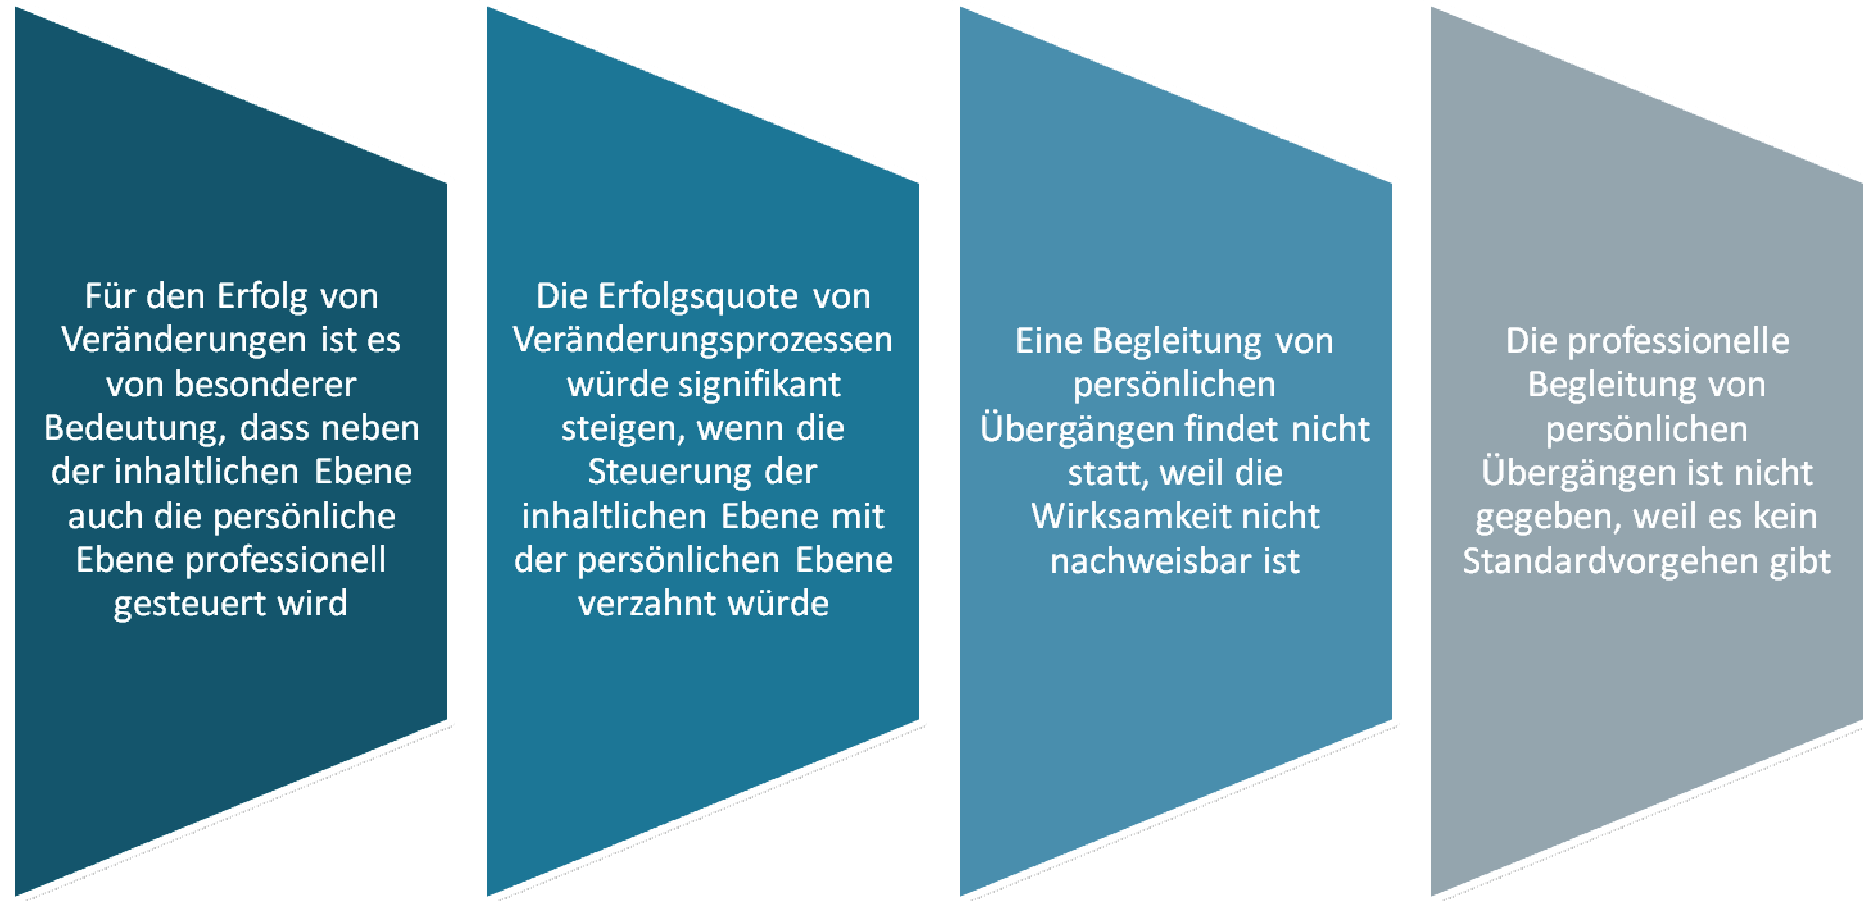 Für den Erfolg von
Veränderungen ist es
von besonderer
Bedeutung, dass neben
der inhaltlichen Ebene
auch die persönliche
Ebene professionell
gesteuert wird
Die Erfolgsquote von
Veränderungsprozessen
würde signifikant
steigen, wenn die
Steuerung der
inhaltlichen Ebene mit
der persönlichen Ebene
verzahnt würde
Eine Begleitung von
persönlichen
Übergängen findet nicht
statt, weil die
Wirksamkeit nicht
nachweisbar ist
Die professionelle
Begleitung von
persönlichen
Übergängen ist nicht
gegeben, weil es kein
Standardvorgehen gibt